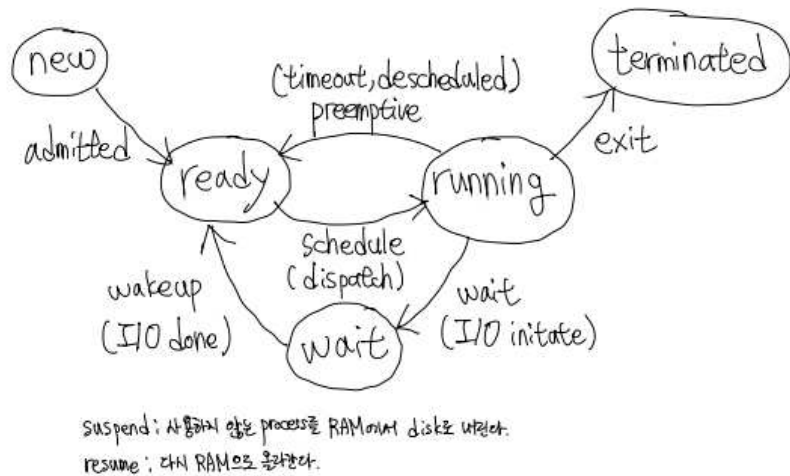 new
terminated
(timeout, descheduled)
preemptive
admitted
exit
ready
running
schedule
(dispatch)
wakeup
(I/O done)
wait
(I/O initate)
wait
suspend : 사용하지 않는 process를 RAM에서 disk로 내린다.
resume : 다시 RAM으로 올라간다.